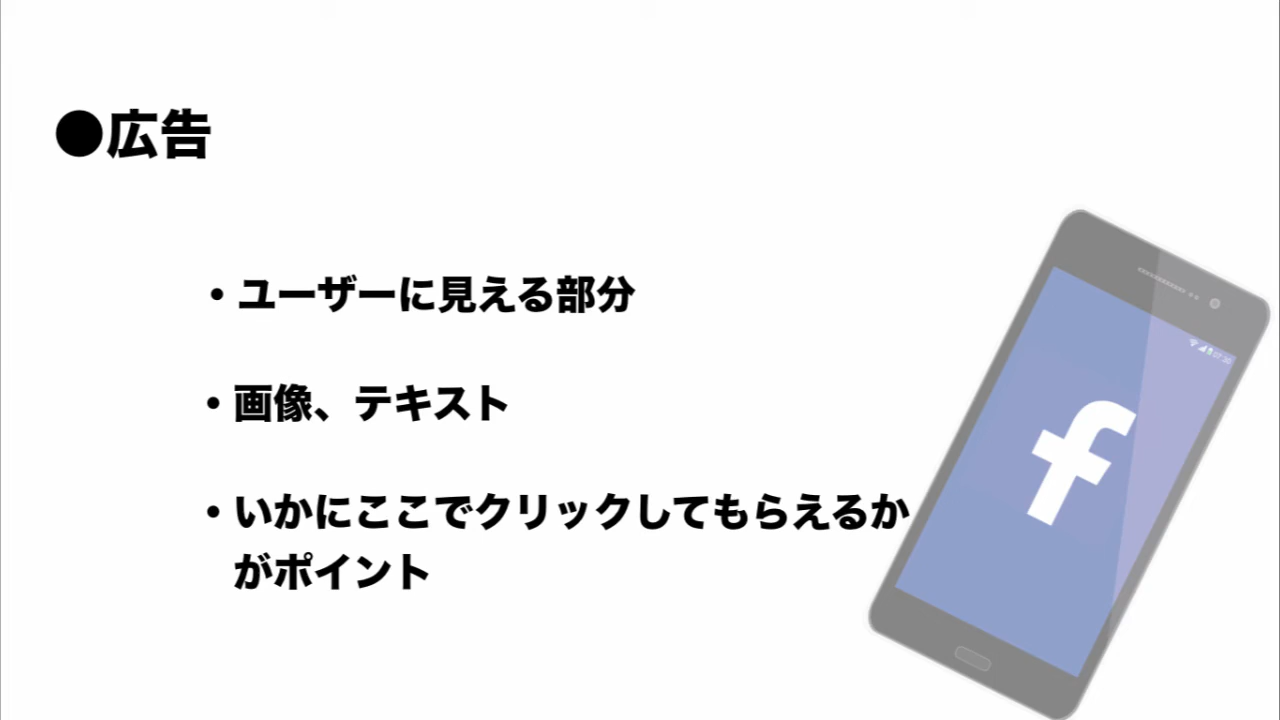 ●広告
・ユーザーに見える部分
・画像、テキスト
・いかにここでクリックしてもらえるか
がポイント
f